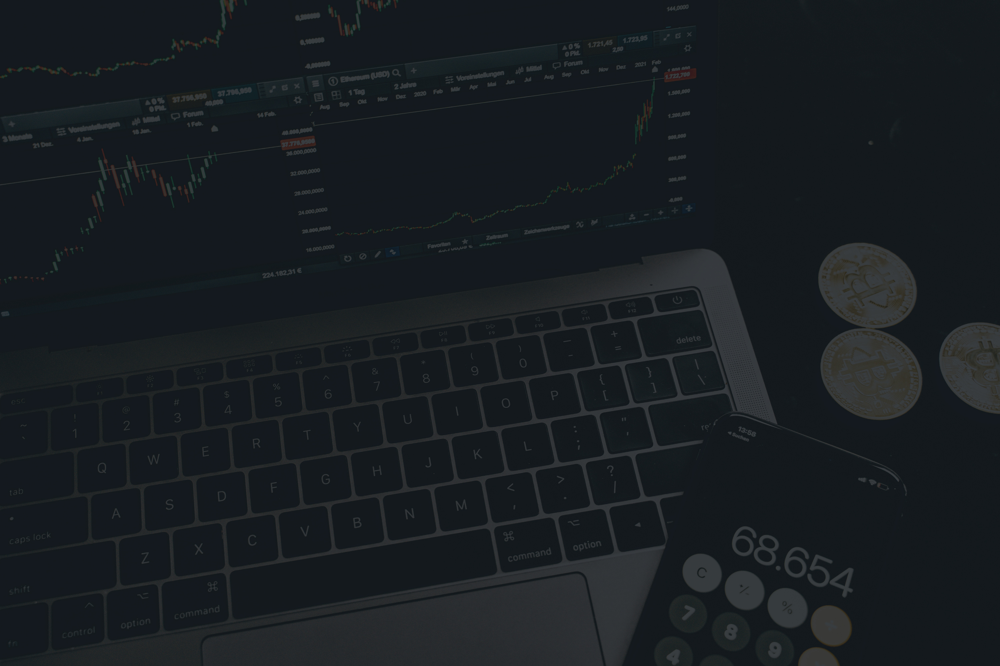 0,200000
0,100000
-0,000000
144,0000
0 %
0 Pkt.
1.721,45
2,50
1.723,95
Ethereum (USD)
1 Tag
2 Jahre
Voreinstellungen
Mittel
Forum
Aug
Sep
Okt
Nov
Dez
2020
Feb
Mär
Apr
Mai
Jun
Jul
Aug
Sep
Okt
Nov
Dez
2021
Feb
1.800,000
1.722,700
1.500,000
1.200,000
900,000
600,000
300,000
-0,000
Favoriten
Zeitraum
Zeichenwerkzeuge
0 %
0 Pkt.
37.756,950
40,000
37.796,950
3 Monate
Voreinstellungen
Mittel
Forum
21 Dez.
4 Jan.
18 Jan.
1 Feb.
14 Feb.
40.000,0000
37.776,9500
36.000,0000
32.000,0000
28.000,0000
24.000,0000
20.000,0000
16.000,0000
224.182,31 €
esc
F1
F2
F3
F4
F5
F6
F7
F8
F9
F10
F11
F12
~ ! @ # $ % ^ & * ( ) — +
` 1 2 3 4 5 6 7 8 9 0 - = delete
tab Q W E R T Y U I O P { [ } ] | \
caps lock A S D F G H J K L : ; " '
shift Z X C V B N M < , > . ? /
fn control option command command option
13:58
Suchen
68.654
C +/- % ÷
7 8 9
4